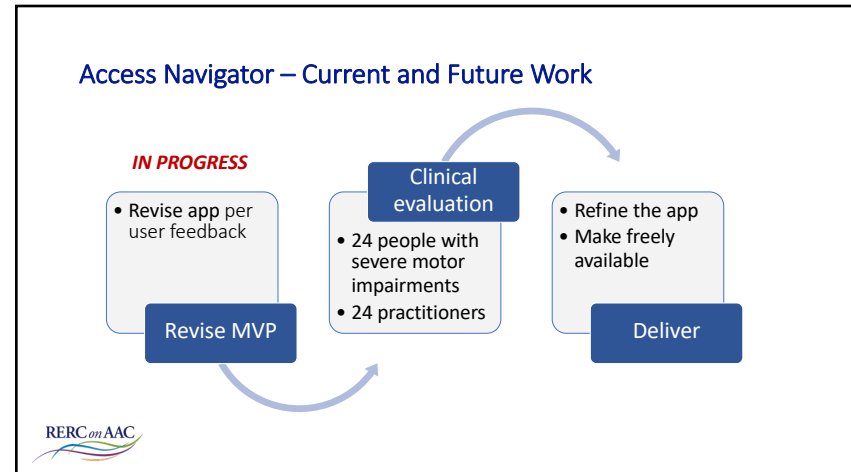 Access Navigator – Current and Future Work
IN PROGRESS
• Revise app per
user feedback
Revise MVP
Clinical
evaluation
• 24 people with
severe motor
impairments
• 24 practitioners
• Refine the app
• Make freely
available
Deliver
RERC on AAC